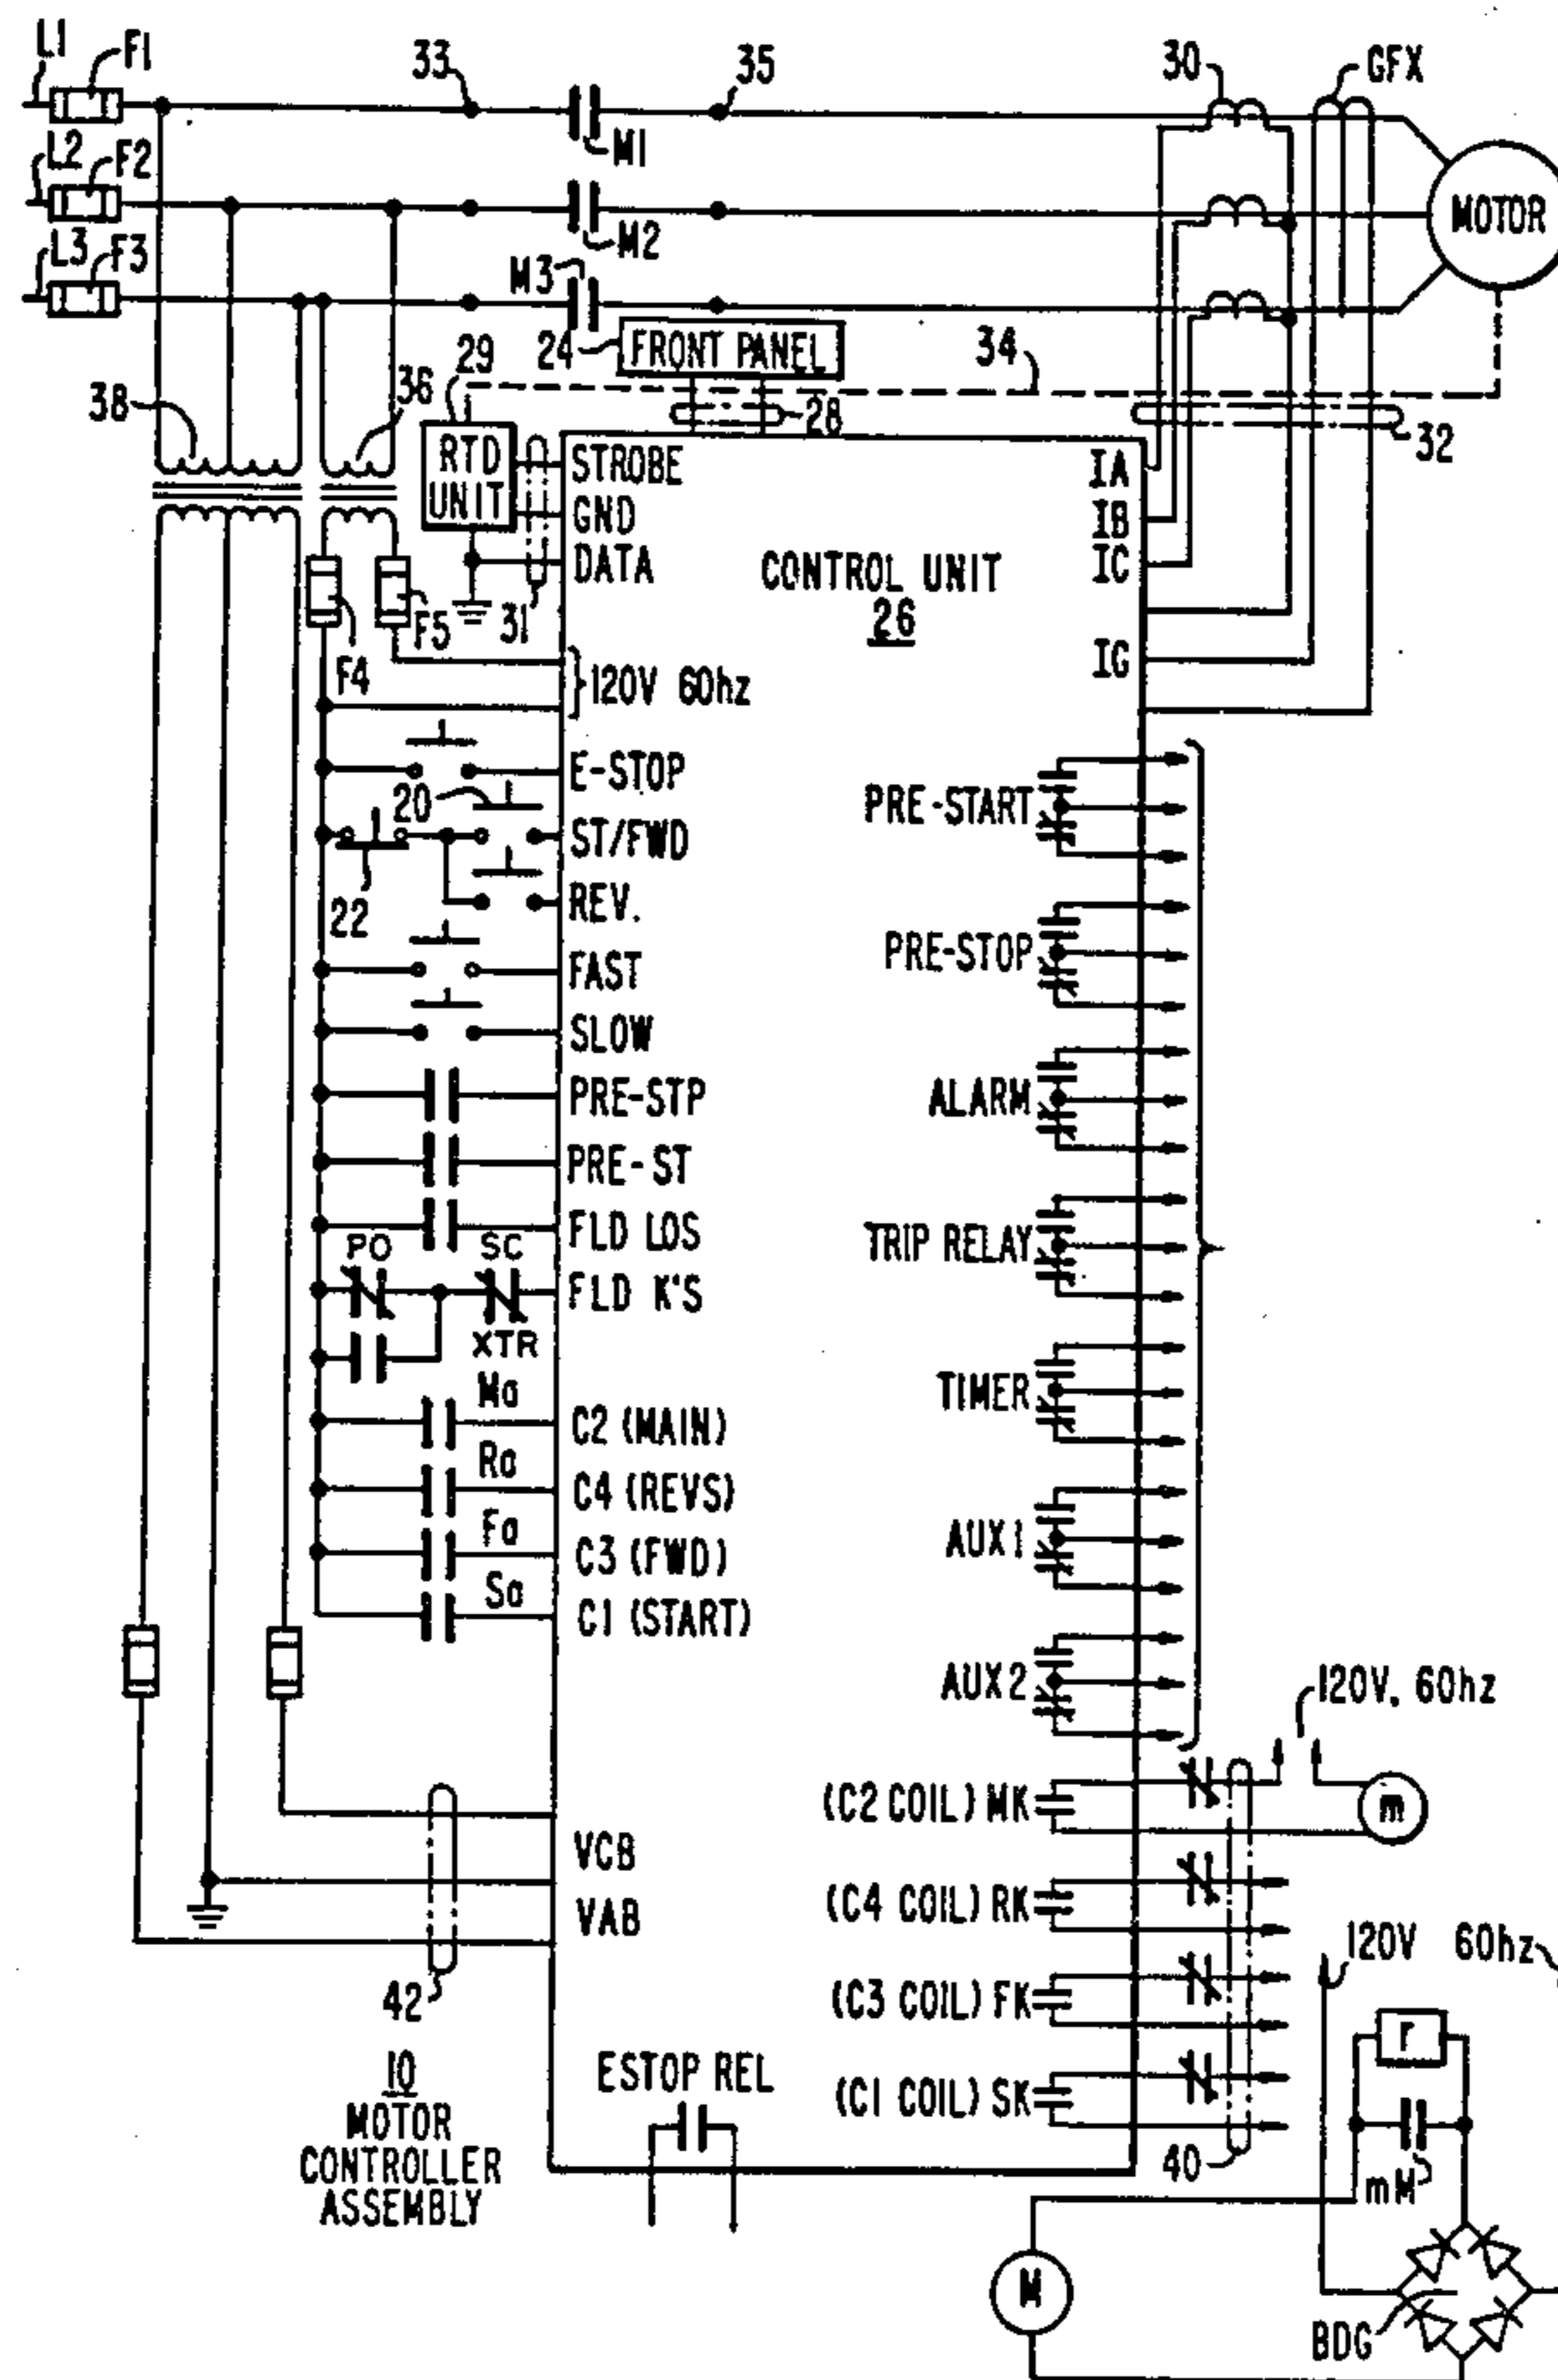 L1
F1
33
35
30
GFX
M1
L2
F2
MOTOR
M2
L3
F3
M3
24
FRONT PANEL
34
29
38
36
28
32
RTD
UNIT
STROBE
GND
DATA
IA
IB
IC
CONTROL UNIT
26
31
F5
F4
120V 60hz
IG
E-STOP
20
PRE-START
ST/FWD
22
REV.
PRE-STOP
FAST
SLOW
PRE-STP
ALARM
PRE-ST
FLD LOS
TRIP RELAY
PO
SC
FLD K'S
XTR
TIMER
Ma
C2 (MAIN)
Ra
C4 (REVS)
Fa
C3 (FWD)
AUX 1
Sa
C1 (START)
AUX 2
120V, 60hz
(C2 COIL) MK
m
VCB
(C4 COIL) RK
VAB
120V 60hz
42
(C3 COIL) FK
r
10
MOTOR
CONTROLLER
ASSEMBLY
ESTOP REL
(C1 COIL) SK
40
mM
M
BDG